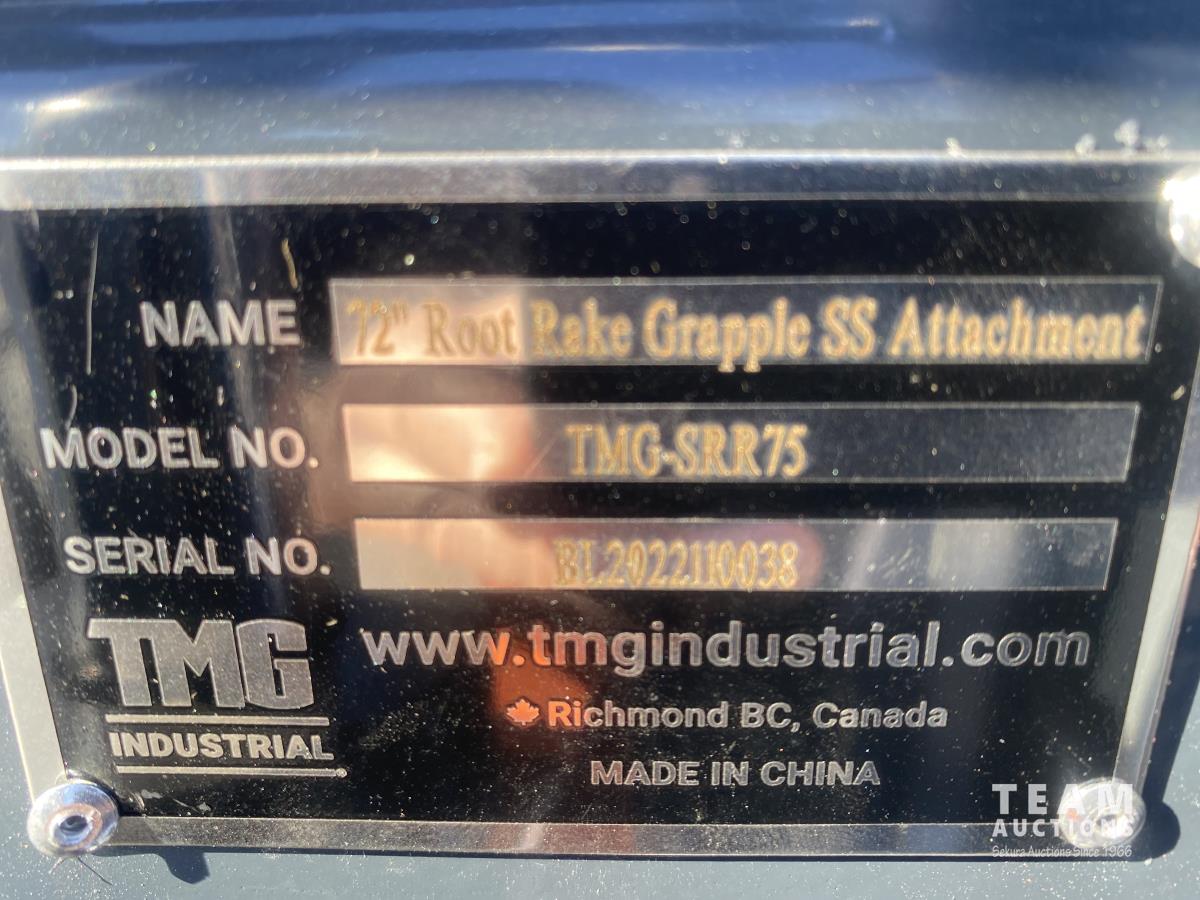 NAME 72" Root Rake Grapple SS Attachment
MODEL NO. TMG-SRR75
SERIAL NO. BL2022110038
TMG
INDUSTRIAL
www.tmgindustrial.com
Richmond BC, Canada
MADE IN CHINA
TEAM
AUCTIONS
Sekura Auctions Since 1966